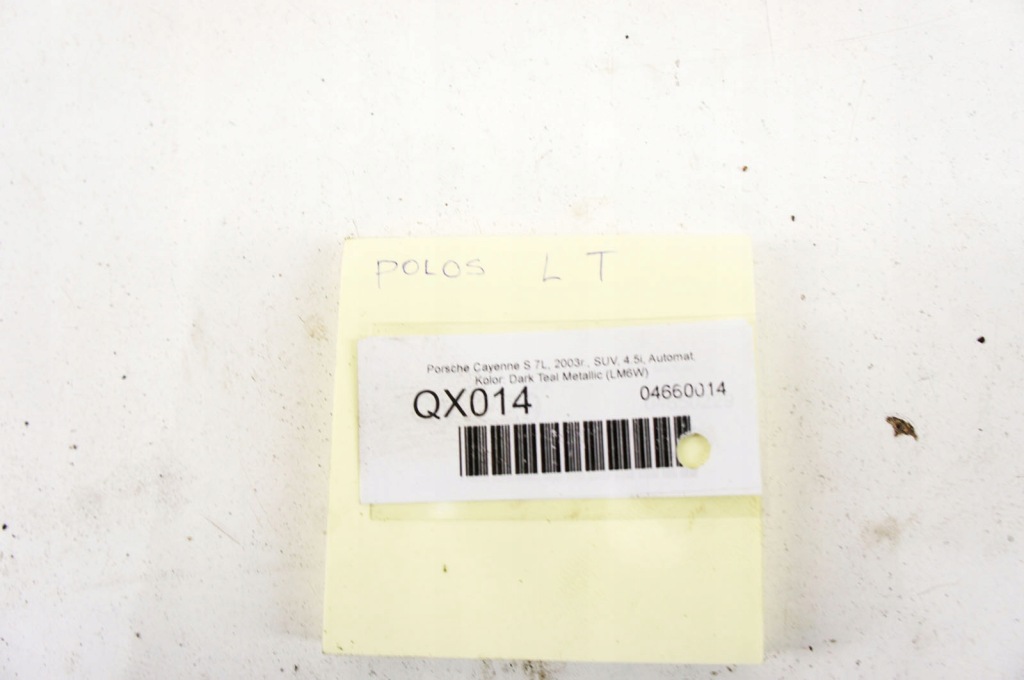 POLOS L T
Porsche Cayenne S 7L, 2003r., SUV, 4.5i, Automat,
Kolor: Dark Teal Metallic (LM6W)
QX014 04660014